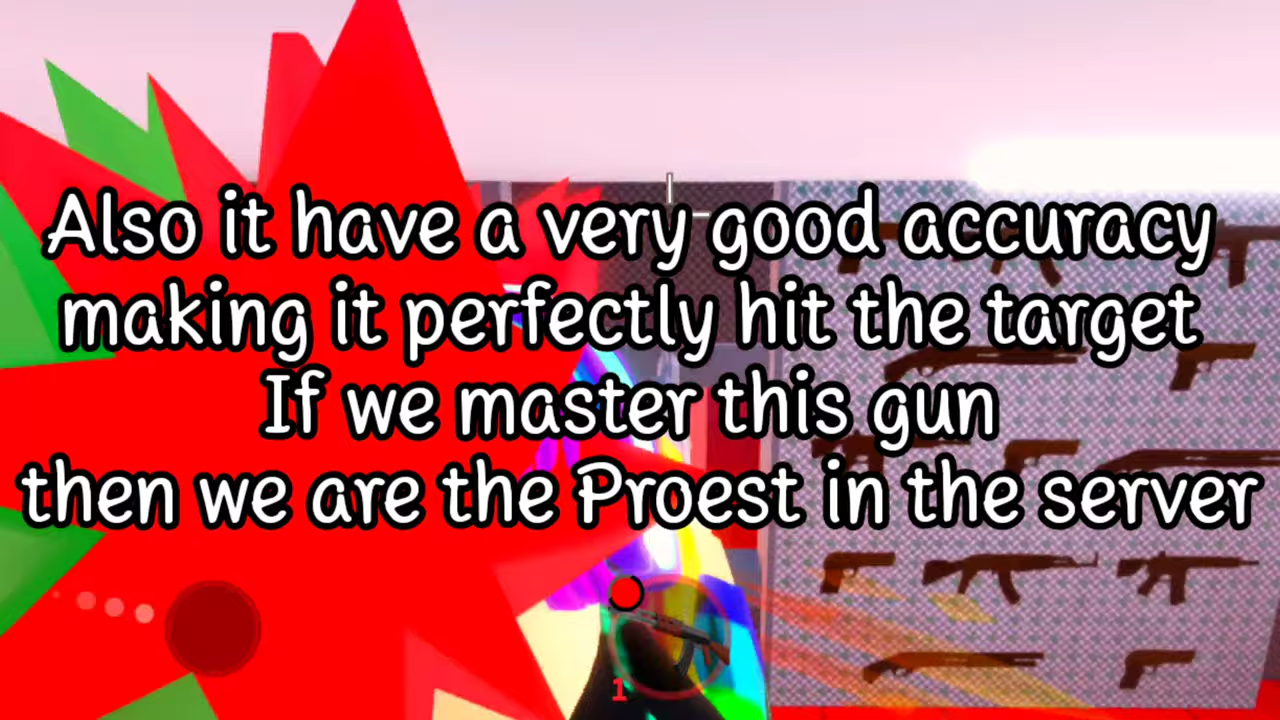 Also it have a very good accuracy
making it perfectly hit the target
If we master this gun
then we are the Proest in the server
1